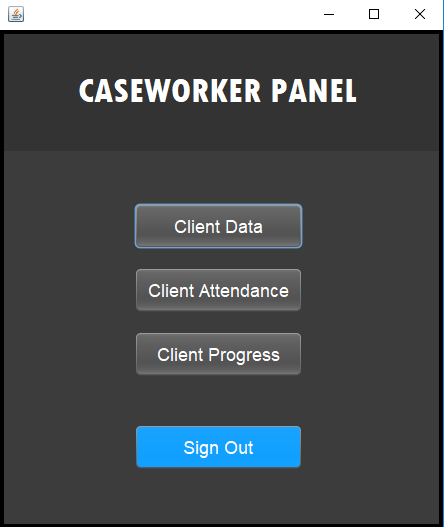 CASEWORKER PANEL
Client Data
Client Attendance
Client Progress
Sign Out